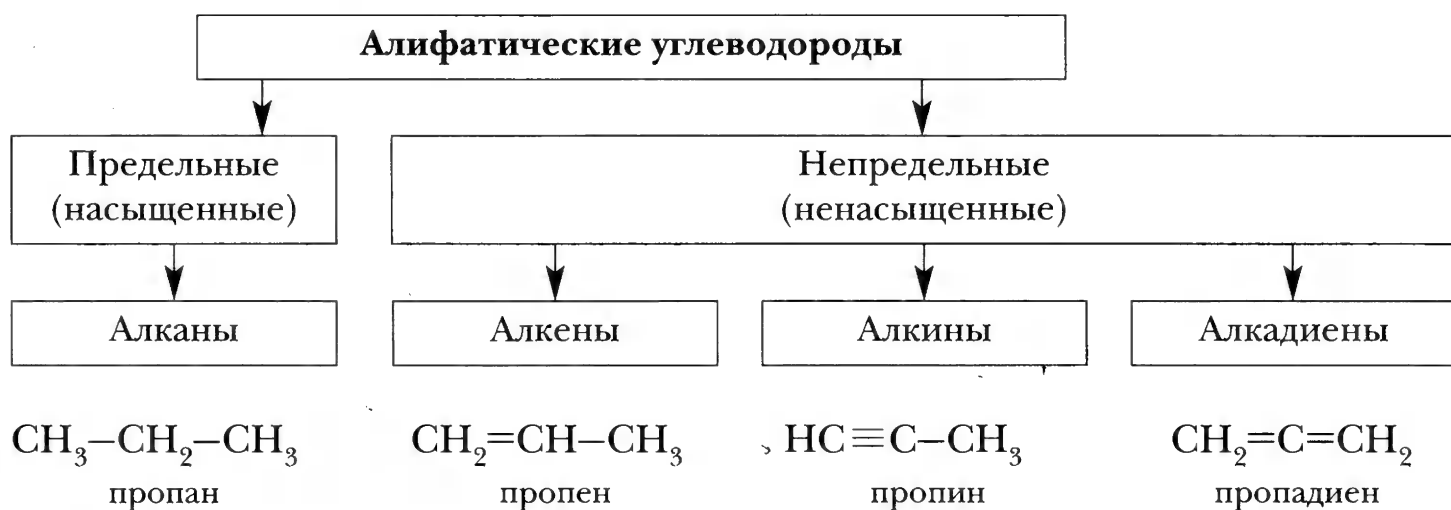 Алифатические углеводороды
Предельные
(насыщенные)
Непредельные
(ненасыщенные)
Алканы
Алкены
Алкины
Алкадиены
CH₃–CH₂–CH₃
CH₂=CH–CH₃
HC≡C–CH₃
CH₂=C=CH₂
пропан
пропен
пропин
пропадиен